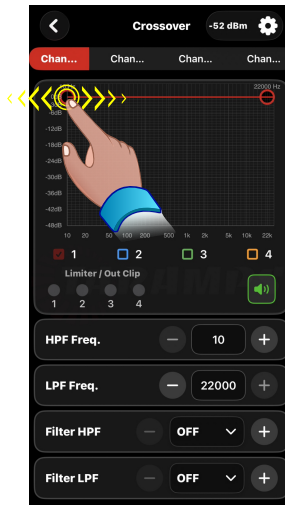 Crossover
-52 dBm
Chan...
Chan...
Chan...
Chan...
22000 Hz
-6dB
-12dB
-18dB
-24dB
-30dB
-36dB
-42dB
-48dB
10 20 50 100 200 500 1k 2k 5k 10k 22k
1 2 3 4
Limiter / Out Clip
1 2 3 4
HPF Freq. − 10 +
LPF Freq. − 22000 +
Filter HPF − OFF +
Filter LPF − OFF +